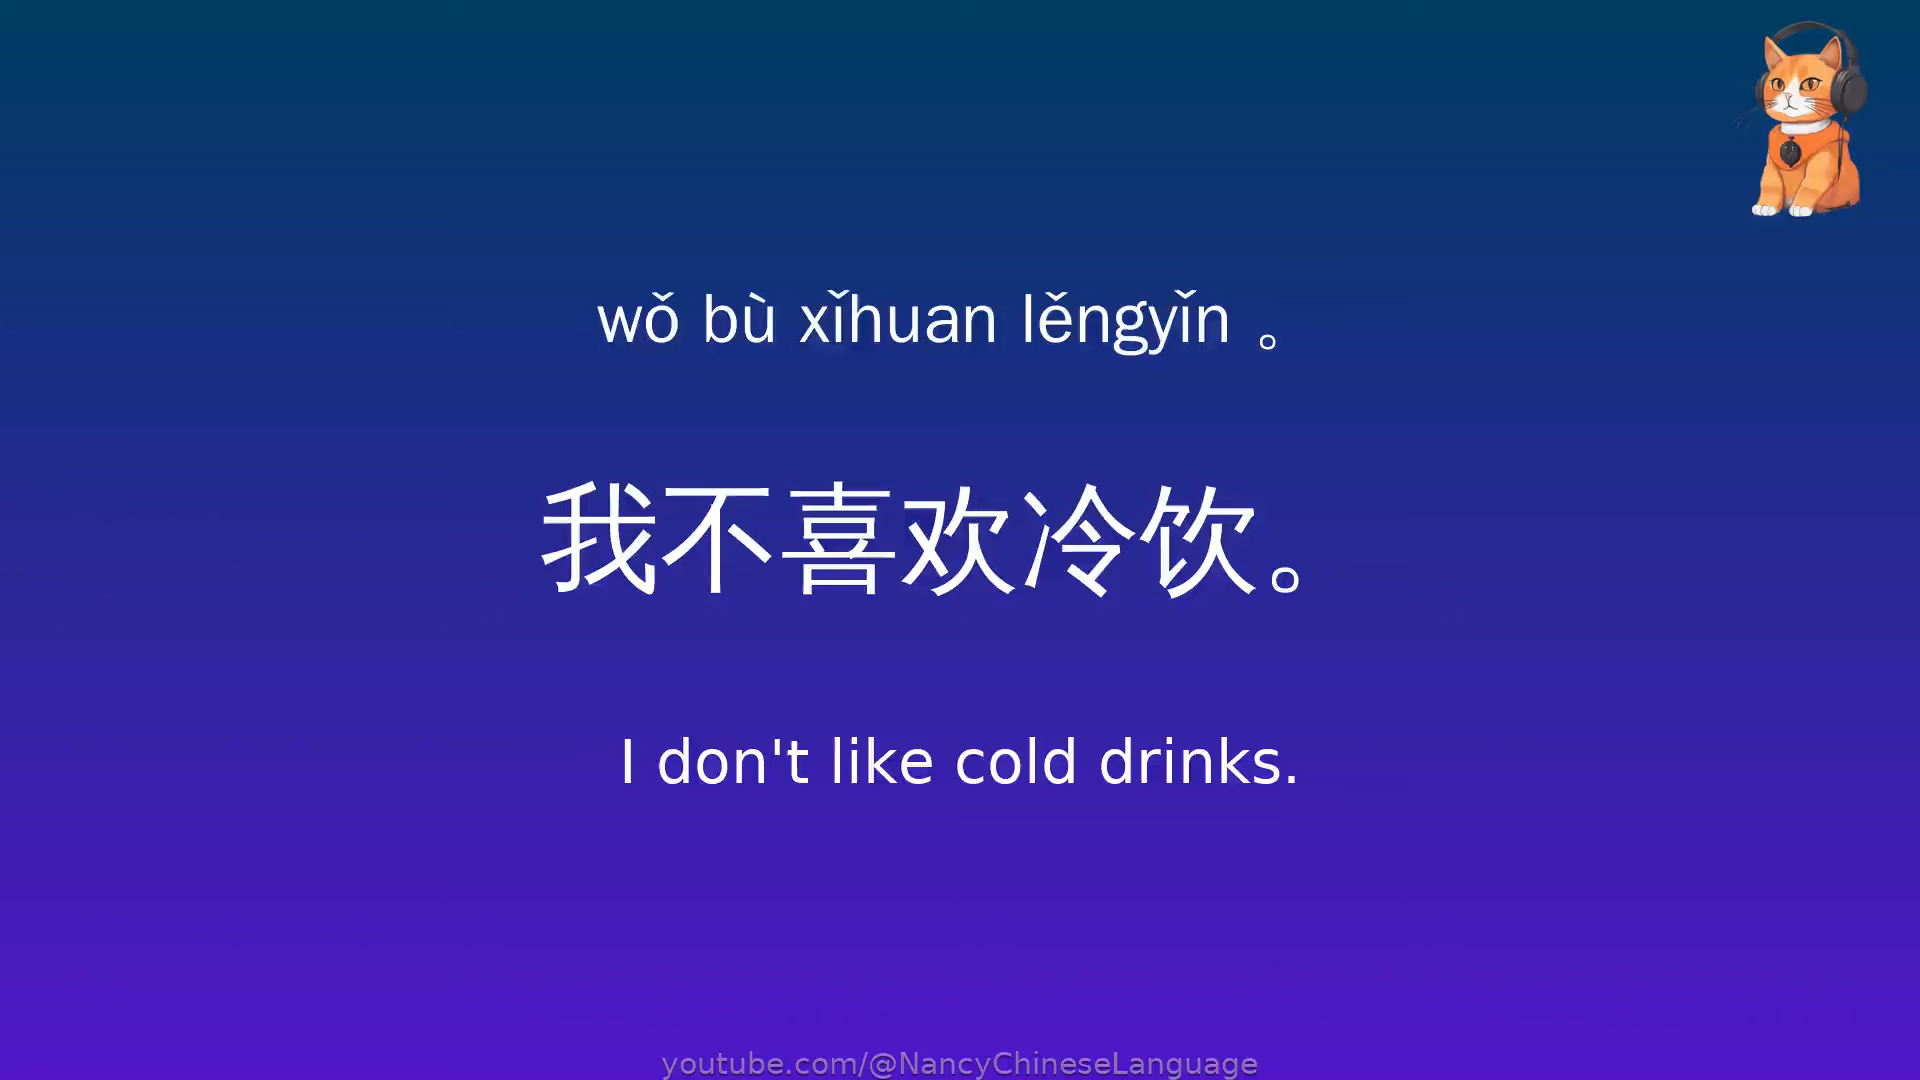 wǒ bù xǐhuan lěngyǐn 。
我不喜欢冷饮。
I don't like cold drinks.
youtube.com/@NancyChineseLanguage